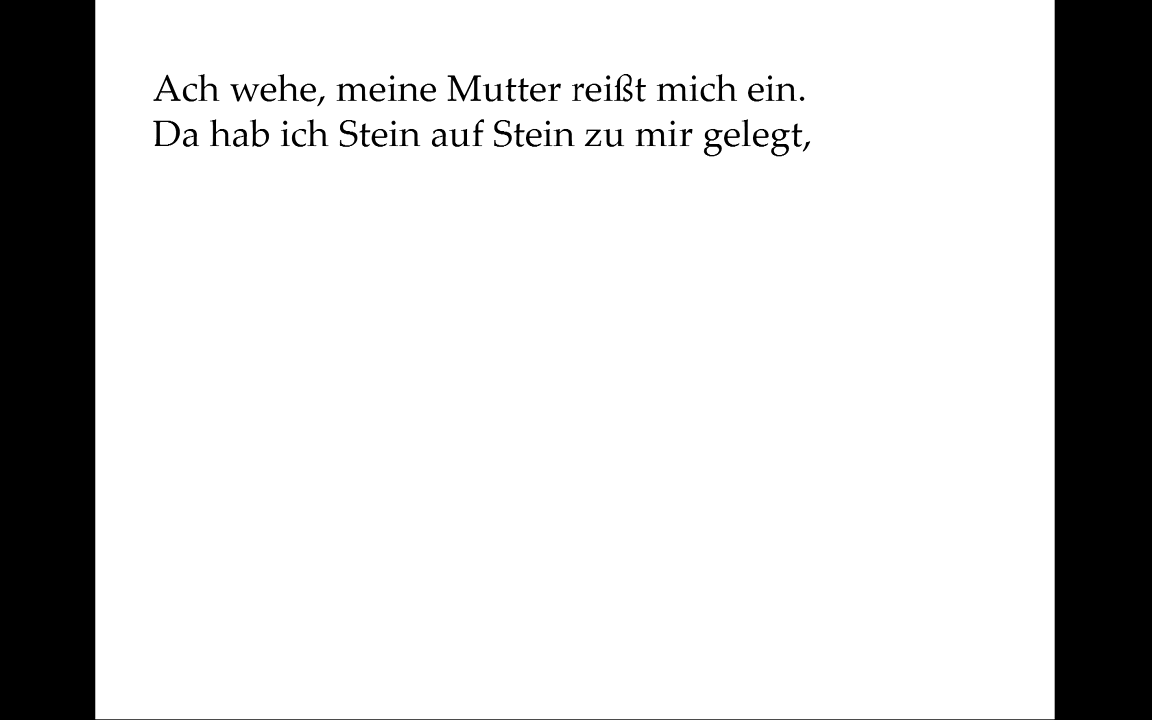 Ach wehe, meine Mutter reißt mich ein.
Da hab ich Stein auf Stein zu mir gelegt,